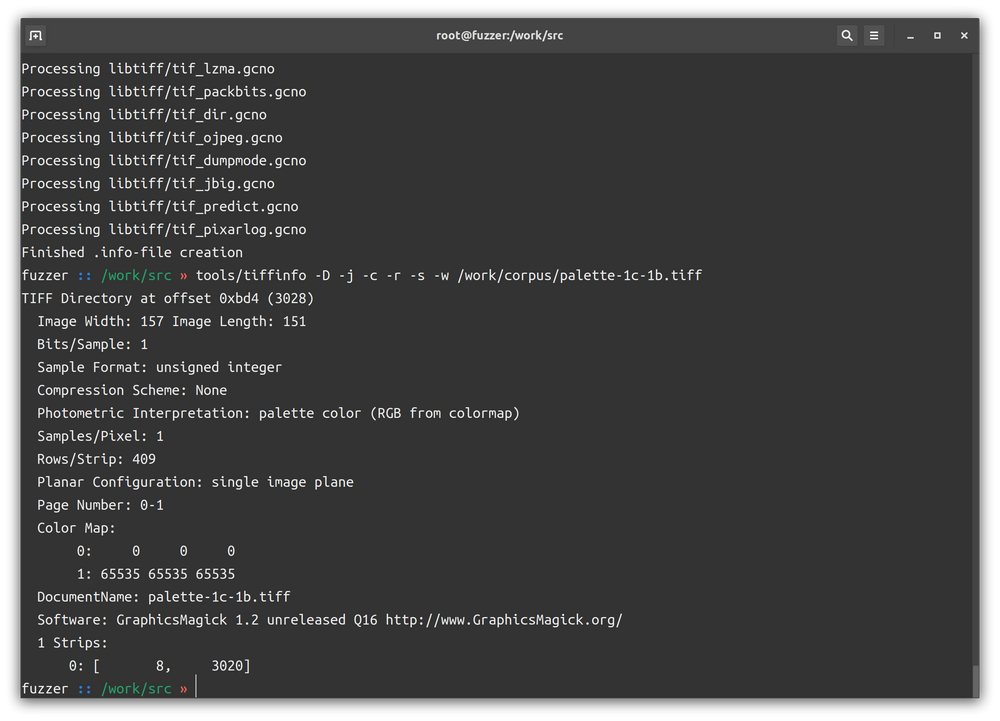 root@fuzzer:/work/src
Processing libtiff/tif_lzma.gcno
Processing libtiff/tif_packbits.gcno
Processing libtiff/tif_dir.gcno
Processing libtiff/tif_ojpeg.gcno
Processing libtiff/tif_dumpmode.gcno
Processing libtiff/tif_jbig.gcno
Processing libtiff/tif_predict.gcno
Processing libtiff/tif_pixarlog.gcno
Finished .info-file creation
fuzzer :: /work/src » tools/tiffinfo -D -j -c -r -s -w /work/corpus/palette-1c-1b.tiff
TIFF Directory at offset 0xbd4 (3028)
  Image Width: 157 Image Length: 151
  Bits/Sample: 1
  Sample Format: unsigned integer
  Compression Scheme: None
  Photometric Interpretation: palette color (RGB from colormap)
  Samples/Pixel: 1
  Rows/Strip: 409
  Planar Configuration: single image plane
  Page Number: 0-1
  Color Map:
       0:     0     0     0
       1: 65535 65535 65535
  DocumentName: palette-1c-1b.tiff
  Software: GraphicsMagick 1.2 unreleased Q16 http://www.GraphicsMagick.org/
  1 Strips:
      0: [       8,     3020]
fuzzer :: /work/src »